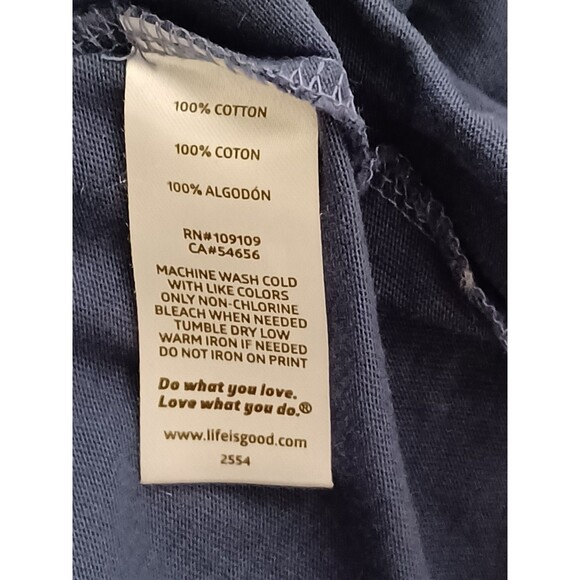 100% COTTON
100% COTON
100% ALGODÓN
RN#109109
CA#54656
MACHINE WASH COLD
WITH LIKE COLORS
ONLY NON-CHLORINE
BLEACH WHEN NEEDED
TUMBLE DRY LOW
WARM IRON IF NEEDED
DO NOT IRON ON PRINT
Do what you love.
Love what you do.®
www.lifeisgood.com
2554